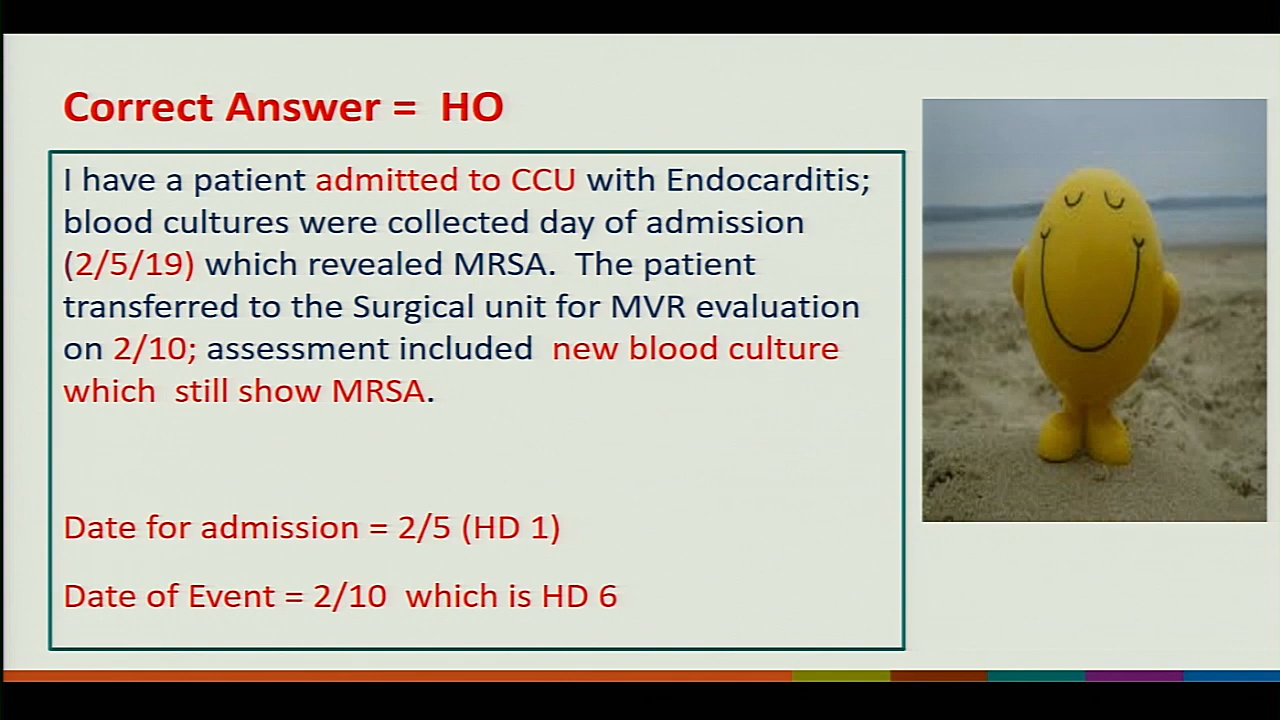 Correct Answer = HO
I have a patient admitted to CCU with Endocarditis;
blood cultures were collected day of admission
(2/5/19) which revealed MRSA. The patient
transferred to the Surgical unit for MVR evaluation
on 2/10; assessment included new blood culture
which still show MRSA.
Date for admission = 2/5 (HD 1)
Date of Event = 2/10 which is HD 6